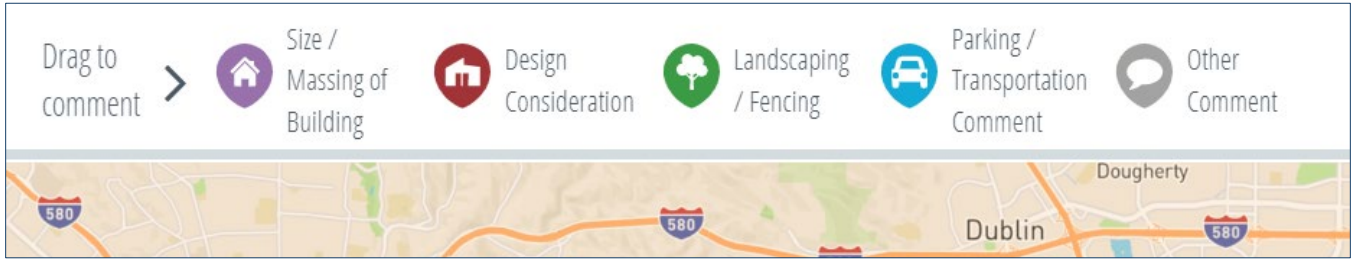 Drag to
comment
Size /
Massing of
Building
Design
Consideration
Landscaping
/ Fencing
Parking /
Transportation
Comment
Other
Comment
Dougherty
580
580
Dublin
580